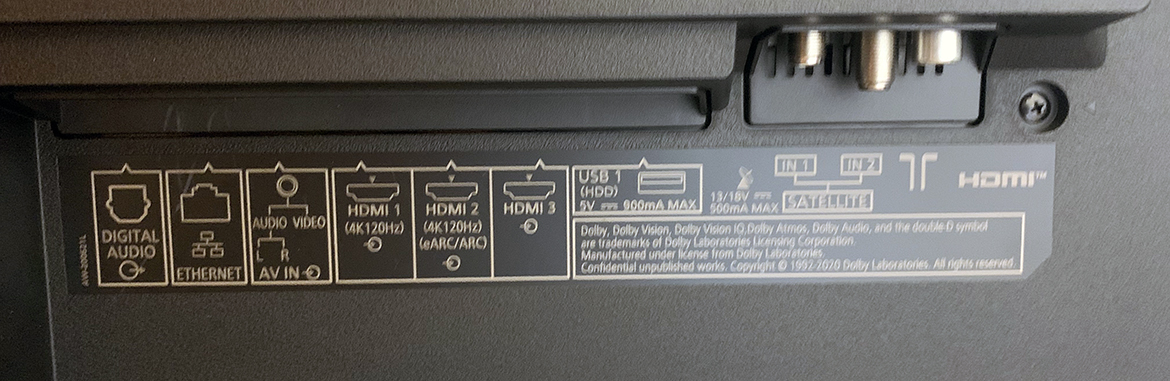 DIGITAL
AUDIO
ETHERNET
AUDIO VIDEO
L R
AV IN
HDMI 1
(4K120Hz)
HDMI 2
(4K120Hz)
(eARC/ARC)
HDMI 3
USB 1
(HDD)
5V ⎓ 900mA MAX
13/18V ⎓
500mA MAX
IN 1 IN 2
SATELLITE
HDMI™
Dolby, Dolby Vision, Dolby Vision IQ, Dolby Atmos, Dolby Audio, and the double-D symbol
are trademarks of Dolby Laboratories Licensing Corporation.
Manufactured under license from Dolby Laboratories.
Confidential unpublished works. Copyright © 1992-2020 Dolby Laboratories. All rights reserved.